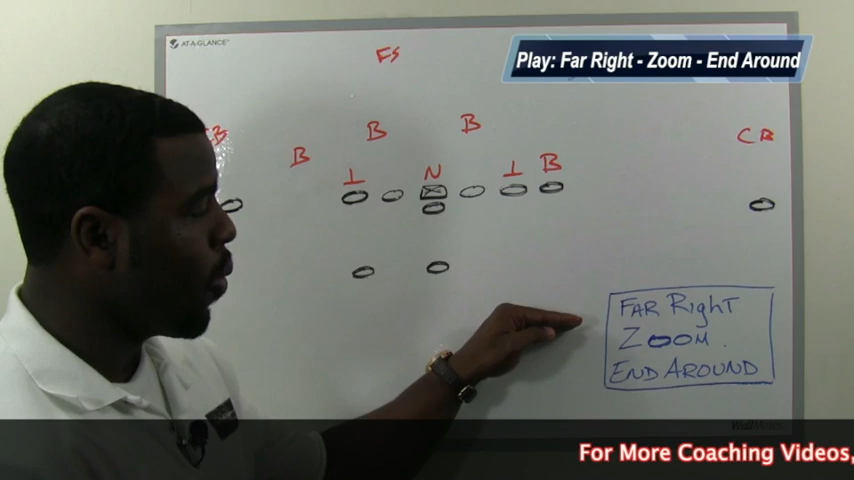 AT-A-GLANCE
Play: Far Right - Zoom - End Around
FS
CB B B B CB
T N T B
FAR RIGHT
ZOOM
END AROUND
For More Coaching Videos,